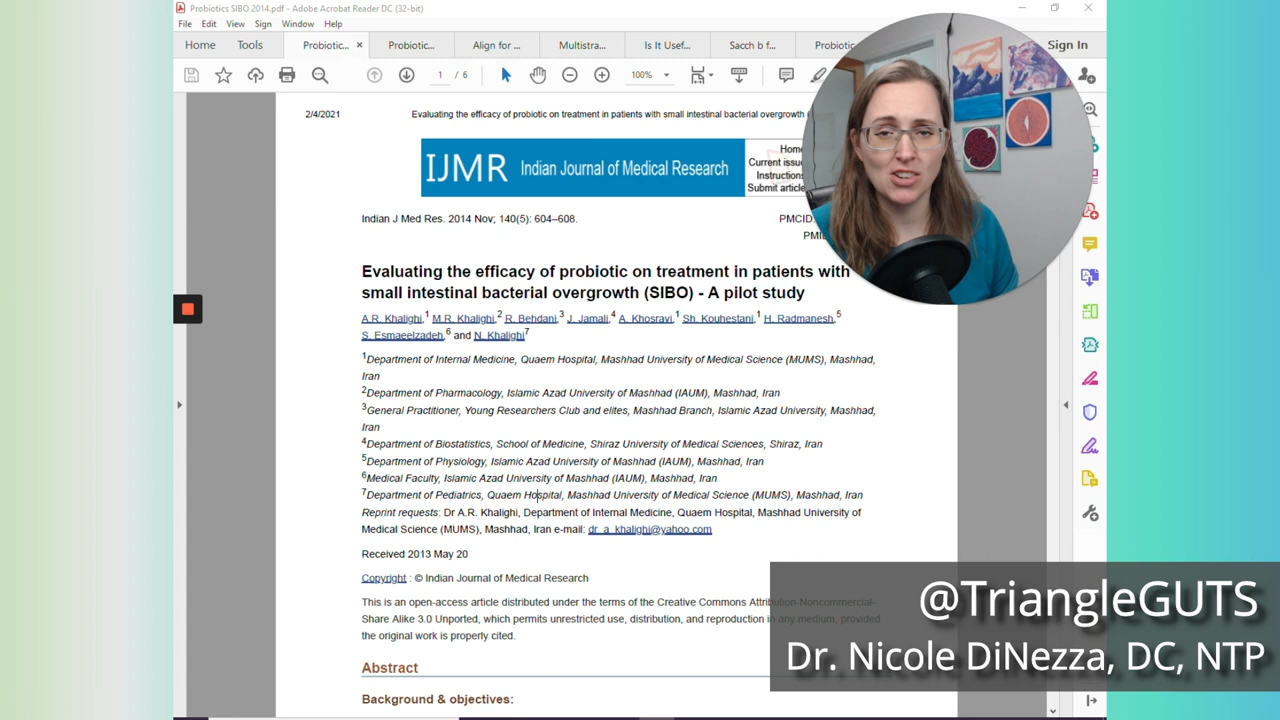 Probiotics SIBO 2014.pdf - Adobe Acrobat Reader DC (32-bit)
File Edit View Sign Window Help
Home Tools Probiotic... × Probiotic... Align for ... Multistra... Is It Usef... Sacch b f... Probiotic Sign In
1 / 6 100%
2/4/2021 Evaluating the efficacy of probiotic on treatment in patients with small intestinal bacterial overgrowth
IJMR Indian Journal of Medical Research
Home
Current issue
Instructions
Submit article
Indian J Med Res. 2014 Nov; 140(5): 604–608. PMCID:
Evaluating the efficacy of probiotic on treatment in patients with
small intestinal bacterial overgrowth (SIBO) - A pilot study
A.R. Khalighi,1 M.R. Khalighi,2 R. Behdani,3 J. Jamali,4 A. Khosravi,1 Sh. Kouhestani,1 H. Radmanesh,5
S. Esmaeelzadeh,6 and N. Khalighi7
1Department of Internal Medicine, Quaem Hospital, Mashhad University of Medical Science (MUMS), Mashhad,
Iran
2Department of Pharmacology, Islamic Azad University of Mashhad (IAUM), Mashhad, Iran
3General Practitioner, Young Researchers Club and elites, Mashhad Branch, Islamic Azad University, Mashhad,
Iran
4Department of Biostatistics, School of Medicine, Shiraz University of Medical Sciences, Shiraz, Iran
5Department of Physiology, Islamic Azad University of Mashhad (IAUM), Mashhad, Iran
6Medical Faculty, Islamic Azad University of Mashhad (IAUM), Mashhad, Iran
7Department of Pediatrics, Quaem Hospital, Mashhad University of Medical Science (MUMS), Mashhad, Iran
Reprint requests: Dr A.R. Khalighi, Department of Internal Medicine, Quaem Hospital, Mashhad University of
Medical Science (MUMS), Mashhad, Iran e-mail: dr_a_khalighi@yahoo.com
Received 2013 May 20
Copyright : © Indian Journal of Medical Research
This is an open-access article distributed under the terms of the Creative Commons Attribution-Noncommercial-
Share Alike 3.0 Unported, which permits unrestricted use, distribution, and reproduction in any medium, provided
the original work is properly cited.
Abstract
Background & objectives:
@TriangleGUTS
Dr. Nicole DiNezza, DC, NTP